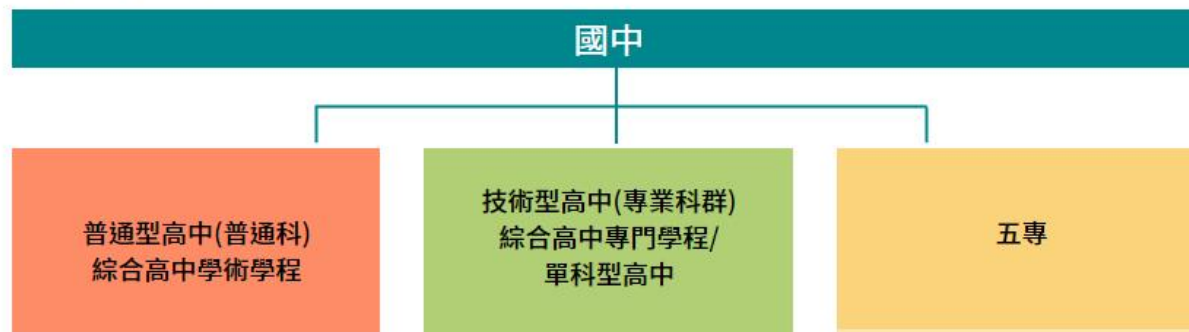 國中
普通型高中(普通科)
綜合高中學術學程
技術型高中(專業科群)
綜合高中專門學程/
單科型高中
五專